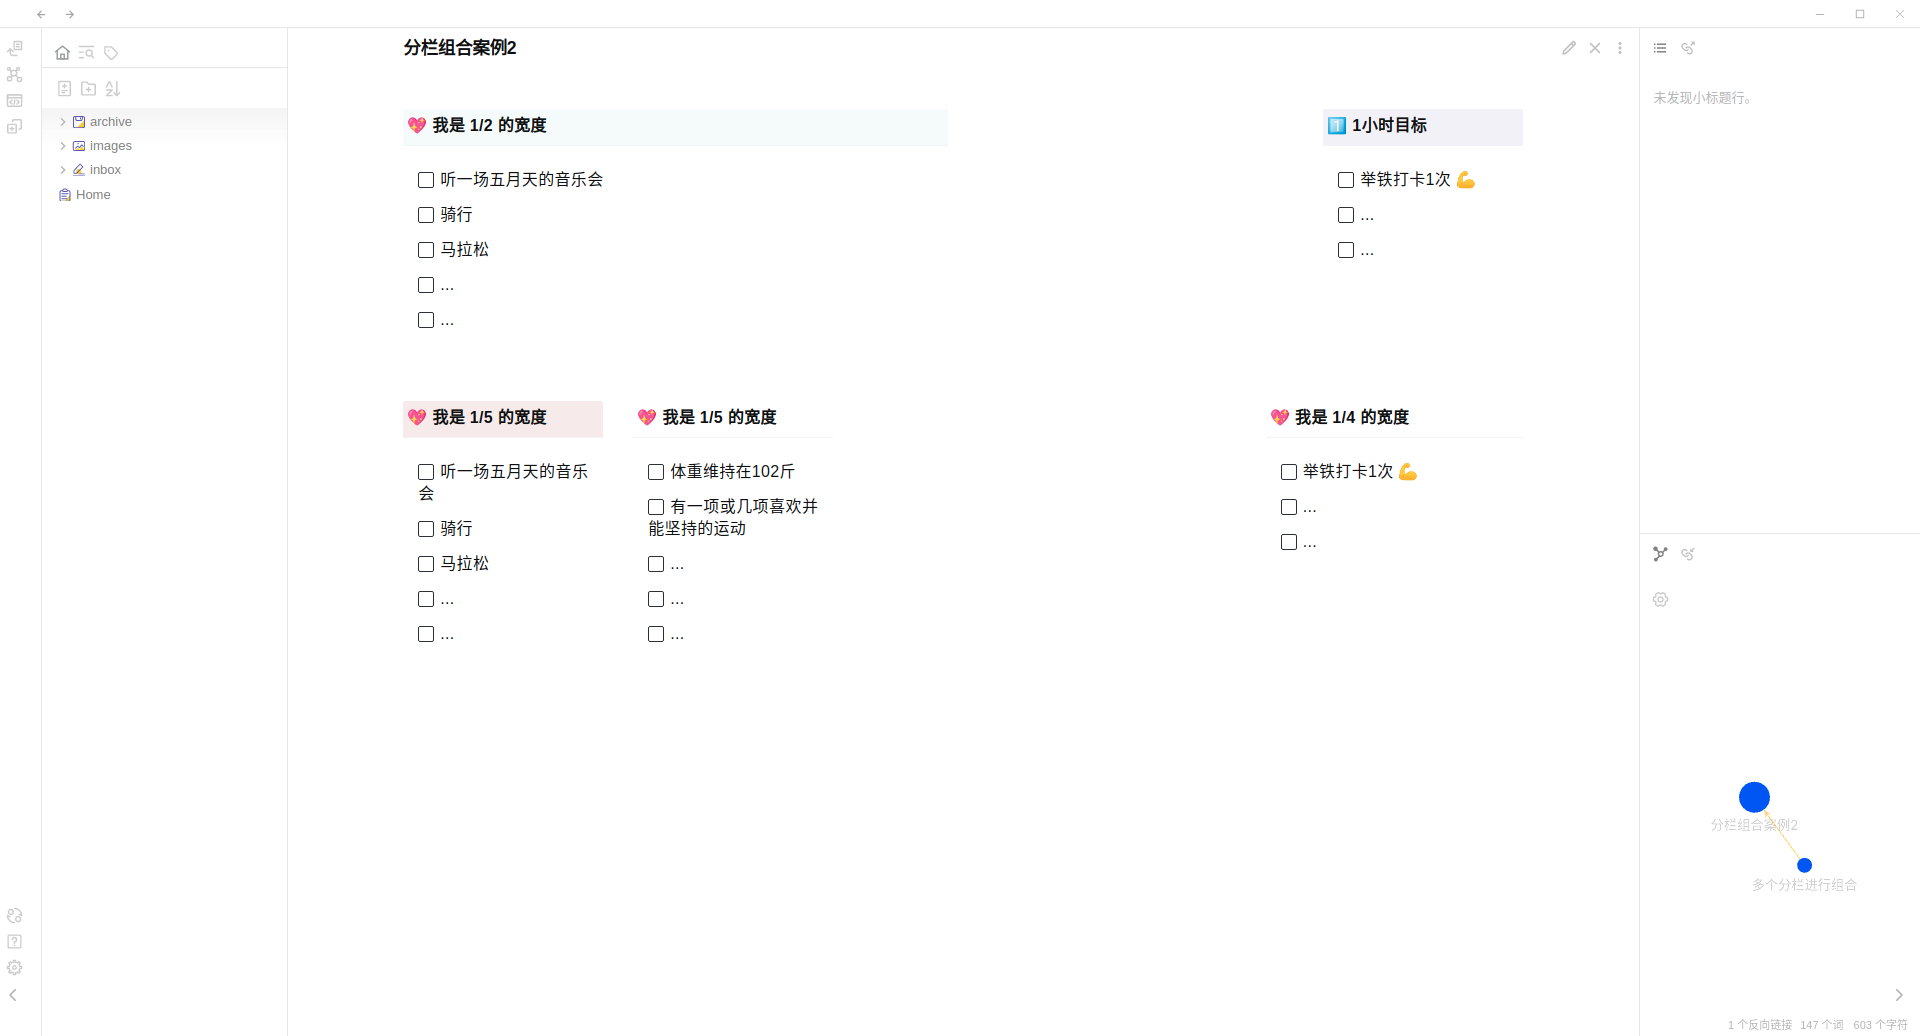 分栏组合案例2
archive
images
inbox
Home
💖 我是 1/2 的宽度
听一场五月天的音乐会
骑行
马拉松
...
...
1️⃣ 1小时目标
举铁打卡1次 💪
...
...
💖 我是 1/5 的宽度
听一场五月天的音乐
会
骑行
马拉松
...
...
💖 我是 1/5 的宽度
体重维持在102斤
有一项或几项喜欢并
能坚持的运动
...
...
...
💖 我是 1/4 的宽度
举铁打卡1次 💪
...
...
未发现小标题行。
分栏组合案例2
多个分栏进行组合
1 个反向链接 147 个词 603 个字符